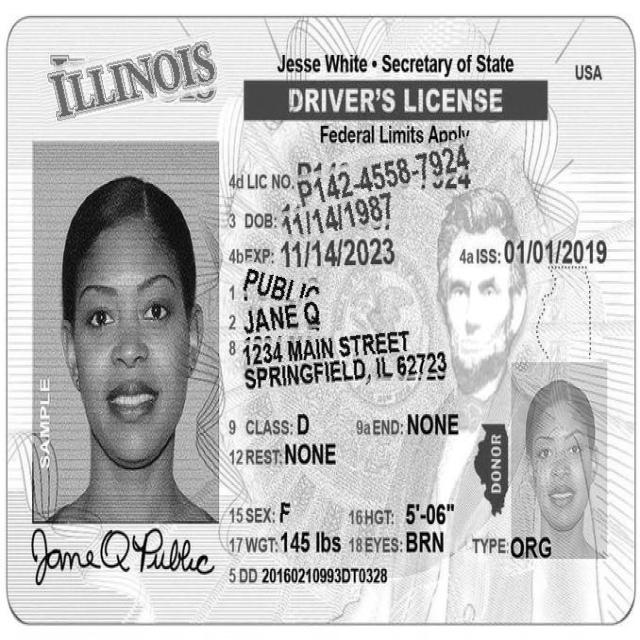 ILLINOIS
Jesse White • Secretary of State
USA
DRIVER'S LICENSE
Federal Limits Apply
4d LIC NO. P142-4558-7924
3 DOB: 11/14/1987
4b EXP: 11/14/2023 4a ISS: 01/01/2019
1 PUBLIC
2 JANE Q
8 1234 MAIN STREET
SPRINGFIELD, IL 62723
9 CLASS: D 9a END: NONE
12 REST: NONE
DONOR
SAMPLE
15 SEX: F 16 HGT: 5'-06"
17 WGT: 145 lbs 18 EYES: BRN TYPE: ORG
Jane Q Public
5 DD 20160210993DT0328